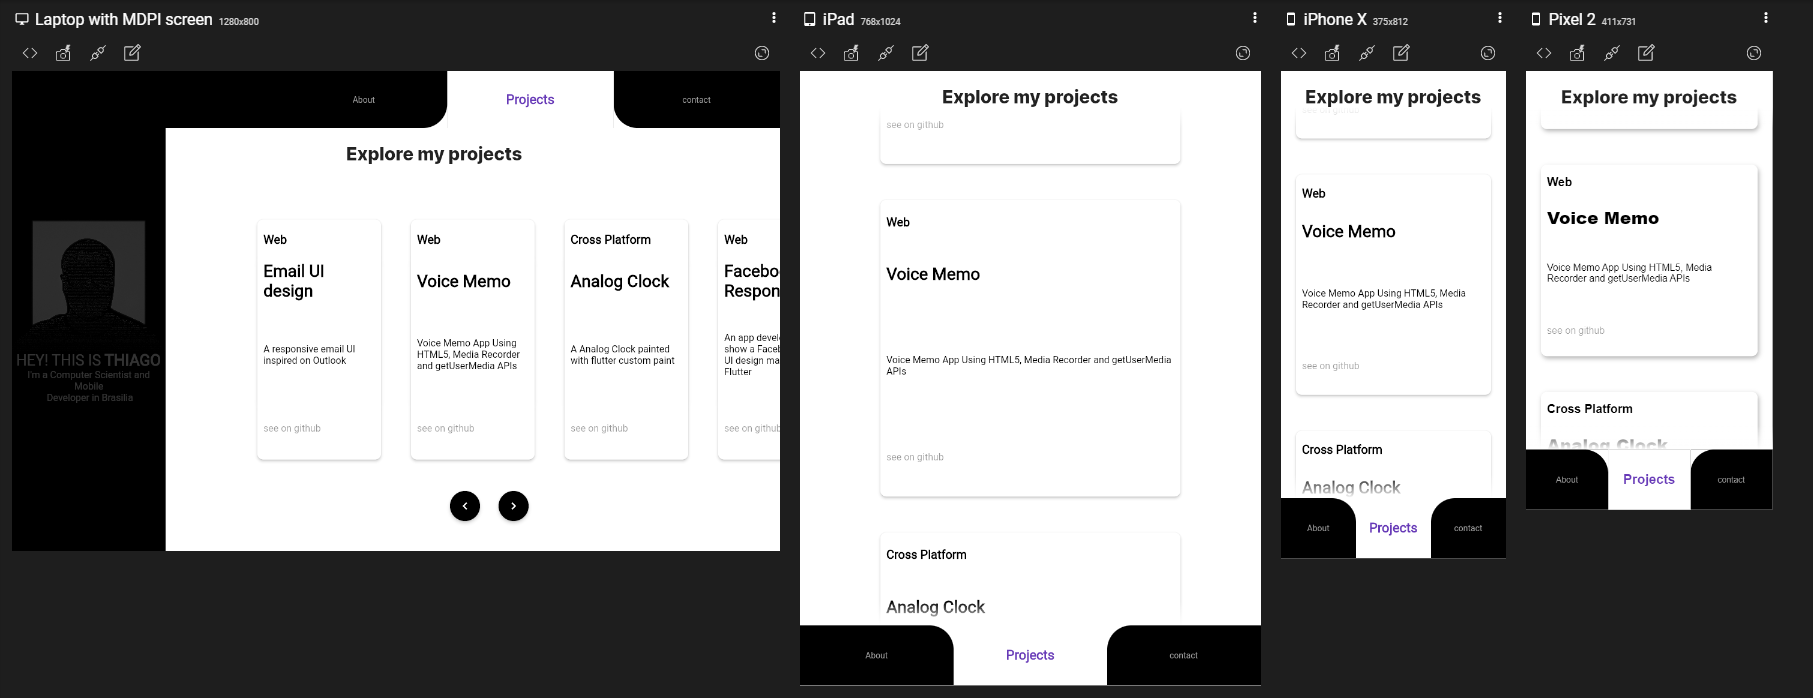 Laptop with MDPI screen 1280x800
About
Projects
contact
Explore my projects
HEY! THIS IS THIAGO
I'm a Computer Scientist and
Mobile
Developer in Brasilia
Web
Email UI
design
A responsive email UI
inspired on Outlook
see on github
Web
Voice Memo
Voice Memo App Using
HTML5, Media Recorder
and getUserMedia APIs
see on github
Cross Platform
Analog Clock
A Analog Clock painted
with flutter custom paint
see on github
Web
Facebo
Respon
An app devel
show a Faceb
UI design ma
Flutter
see on githu
iPad 768x1024
Explore my projects
see on github
Web
Voice Memo
Voice Memo App Using HTML5, Media Recorder and getUserMedia
APIs
see on github
Cross Platform
Analog Clock
About
Projects
contact
iPhone X 375x812
Explore my projects
Web
Voice Memo
Voice Memo App Using HTML5, Media
Recorder and getUserMedia APIs
see on github
Cross Platform
Analog Clock
About
Projects
contact
Pixel 2 411x731
Explore my projects
Web
Voice Memo
Voice Memo App Using HTML5, Media
Recorder and getUserMedia APIs
see on github
Cross Platform
Analog Clock
About
Projects
contact